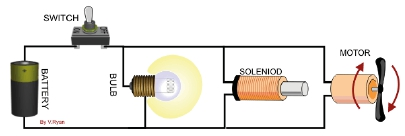 SWITCH
BATTERY
By V.Ryan
BULB
SOLENIOD
MOTOR